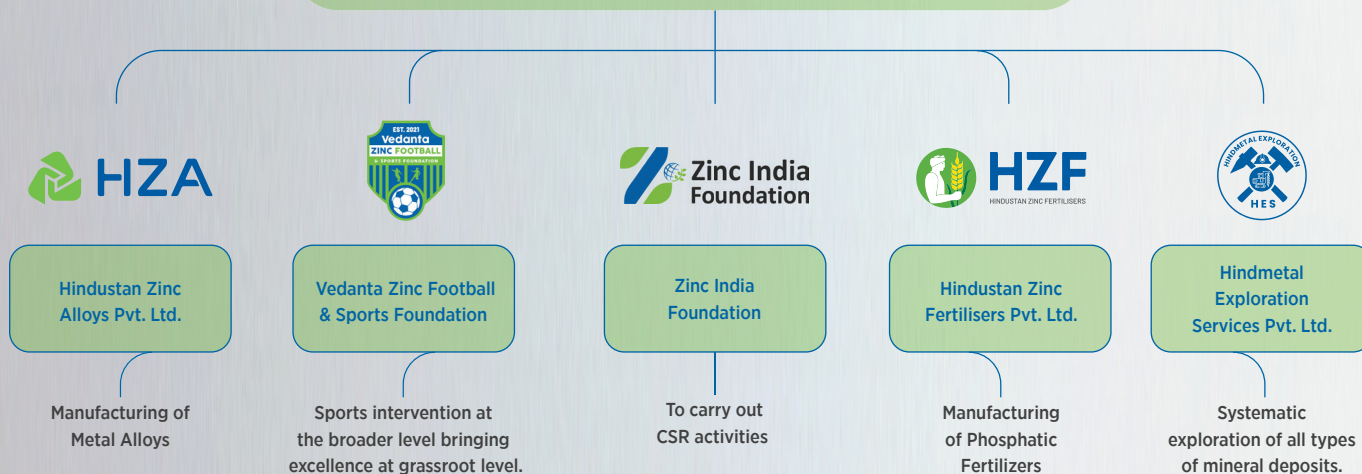 HZA
EST. 2021
Vedanta
ZINC FOOTBALL
& SPORTS FOUNDATION
Zinc India
Foundation
HZF
HINDUSTAN ZINC FERTILISERS
HINDMETAL EXPLORATION
HES
Hindustan Zinc
Alloys Pvt. Ltd.
Vedanta Zinc Football
& Sports Foundation
Zinc India
Foundation
Hindustan Zinc
Fertilisers Pvt. Ltd.
Hindmetal
Exploration
Services Pvt. Ltd.
Manufacturing of
Metal Alloys
Sports intervention at
the broader level bringing
excellence at grassroot level.
To carry out
CSR activities
Manufacturing
of Phosphatic
Fertilizers
Systematic
exploration of all types
of mineral deposits.